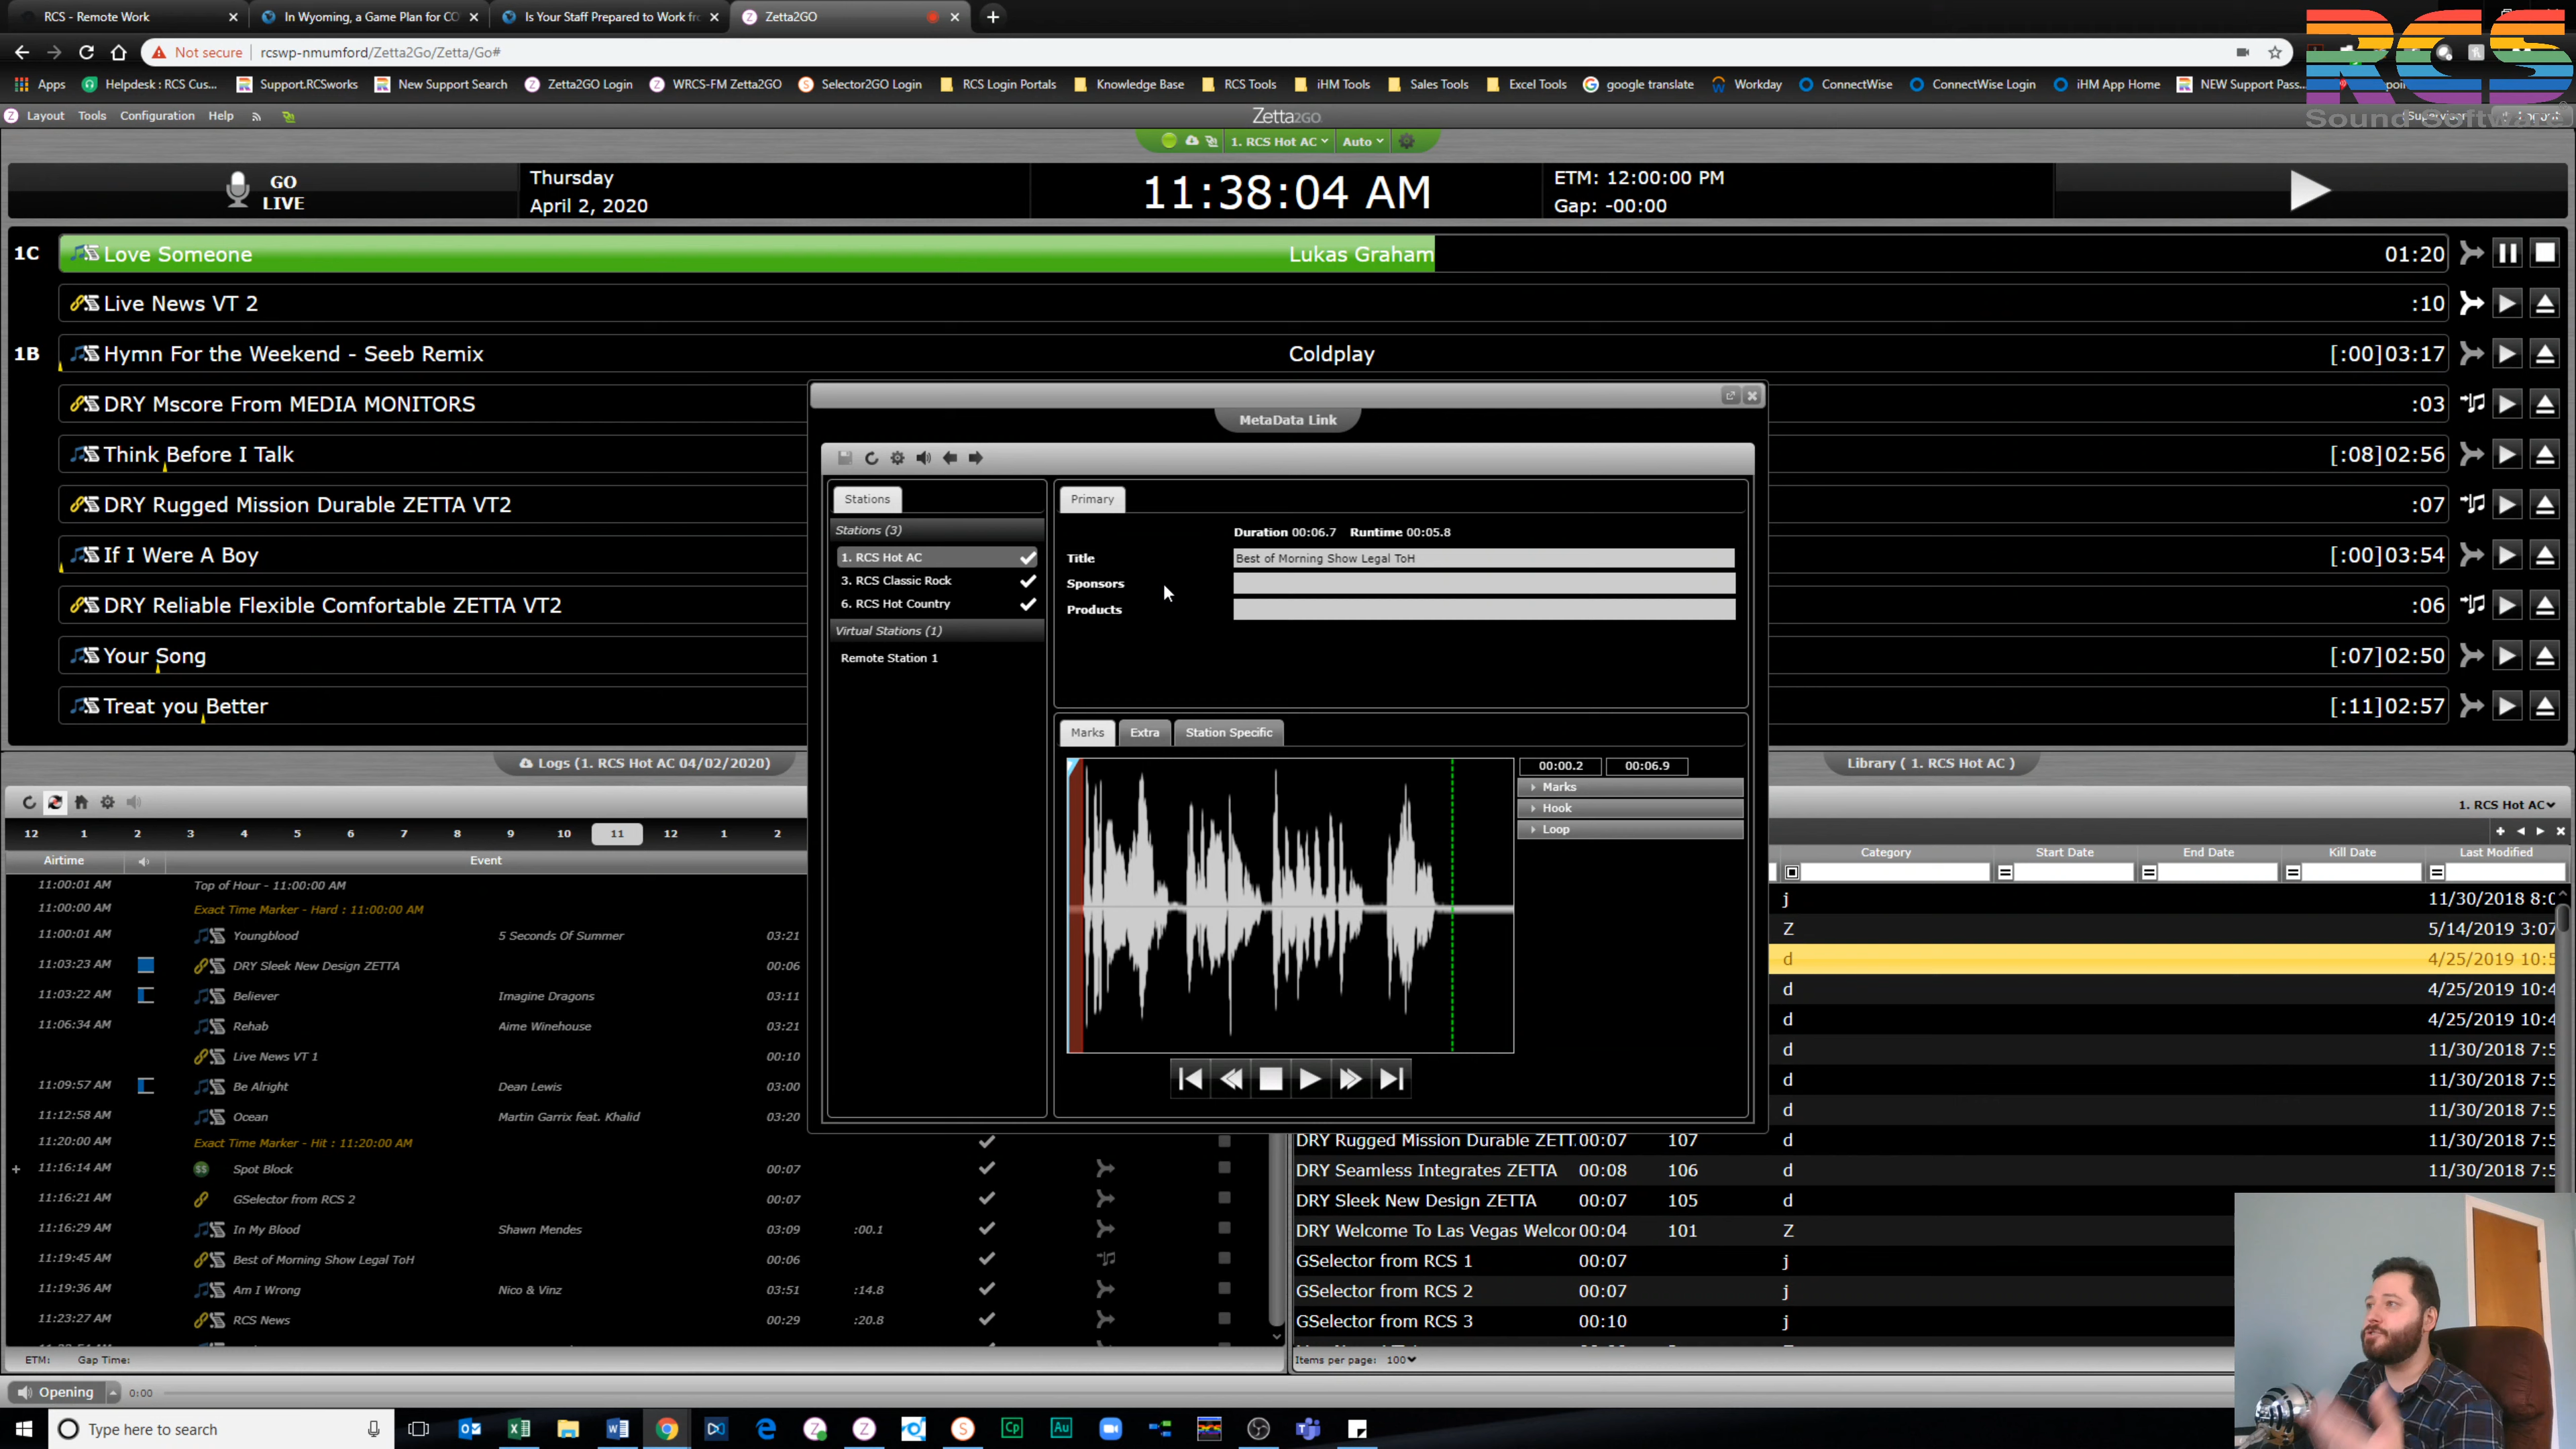 RCS - Remote Work
In Wyoming, a Game Plan for CO
Is Your Staff Prepared to Work fr
Zetta2GO
Not secure | rcswp-nmumford/Zetta2Go/Zetta/Go#
Apps Helpdesk : RCS Cus... Support.RCSworks New Support Search Zetta2GO Login WRCS-FM Zetta2GO Selector2GO Login RCS Login Portals Knowledge Base RCS Tools iHM Tools Sales Tools Excel Tools google translate Workday ConnectWise ConnectWise Login iHM App Home NEW Support Pass...
RCS
Sound Software
Layout Tools Configuration Help
Zetta2GO
1. RCS Hot AC Auto
GO LIVE
Thursday
April 2, 2020
11:38:04 AM
ETM: 12:00:00 PM
Gap: -00:00
1C Love Someone Lukas Graham 01:20
Live News VT 2 :10
1B Hymn For the Weekend - Seeb Remix Coldplay [:00]03:17
DRY Mscore From MEDIA MONITORS :03
Think Before I Talk [:08]02:56
DRY Rugged Mission Durable ZETTA VT2 :07
If I Were A Boy [:00]03:54
DRY Reliable Flexible Comfortable ZETTA VT2 :06
Your Song [:07]02:50
Treat you Better [:11]02:57
MetaData Link
Stations
Stations (3)
1. RCS Hot AC
3. RCS Classic Rock
6. RCS Hot Country
Virtual Stations (1)
Remote Station 1
Primary
Duration 00:06.7 Runtime 00:05.8
Title Best of Morning Show Legal ToH
Sponsors
Products
Marks Extra Station Specific
00:00.2 00:06.9
Marks
Hook
Loop
Logs (1. RCS Hot AC 04/02/2020)
12 1 2 3 4 5 6 7 8 9 10 11 12 1 2
Airtime Event
11:00:01 AM Top of Hour - 11:00:00 AM
11:00:00 AM Exact Time Marker - Hard : 11:00:00 AM
11:00:01 AM Youngblood 5 Seconds Of Summer 03:21
11:03:23 AM DRY Sleek New Design ZETTA 00:06
11:03:22 AM Believer Imagine Dragons 03:11
11:06:34 AM Rehab Aime Winehouse 03:21
Live News VT 1 00:10
11:09:57 AM Be Alright Dean Lewis 03:00
11:12:58 AM Ocean Martin Garrix feat. Khalid 03:20
11:20:00 AM Exact Time Marker - Hit : 11:20:00 AM
+ 11:16:14 AM $$ Spot Block 00:07
11:16:21 AM GSelector from RCS 2 00:07
11:16:29 AM In My Blood Shawn Mendes 03:09 :00.1
11:19:45 AM Best of Morning Show Legal ToH 00:06
11:19:36 AM Am I Wrong Nico & Vinz 03:51 :14.8
11:23:27 AM RCS News 00:29 :20.8
ETM: Gap Time:
Library ( 1. RCS Hot AC )
1. RCS Hot AC
Category Start Date End Date Kill Date Last Modified
j 11/30/2018 8:0
Z 5/14/2019 3:07
d 4/25/2019 10:5
d 4/25/2019 10:4
d 4/25/2019 10:4
d 11/30/2018 7:5
d 11/30/2018 7:5
d 11/30/2018 7:5
DRY Rugged Mission Durable ZETT 00:07 107 d 11/30/2018 7:5
DRY Seamless Integrates ZETTA 00:08 106 d 11/30/2018 7:5
DRY Sleek New Design ZETTA 00:07 105 d
DRY Welcome To Las Vegas Welcor 00:04 101 Z
GSelector from RCS 1 00:07 j
GSelector from RCS 2 00:07 j
GSelector from RCS 3 00:10 j
Items per page: 100
Opening 0:00
Type here to search